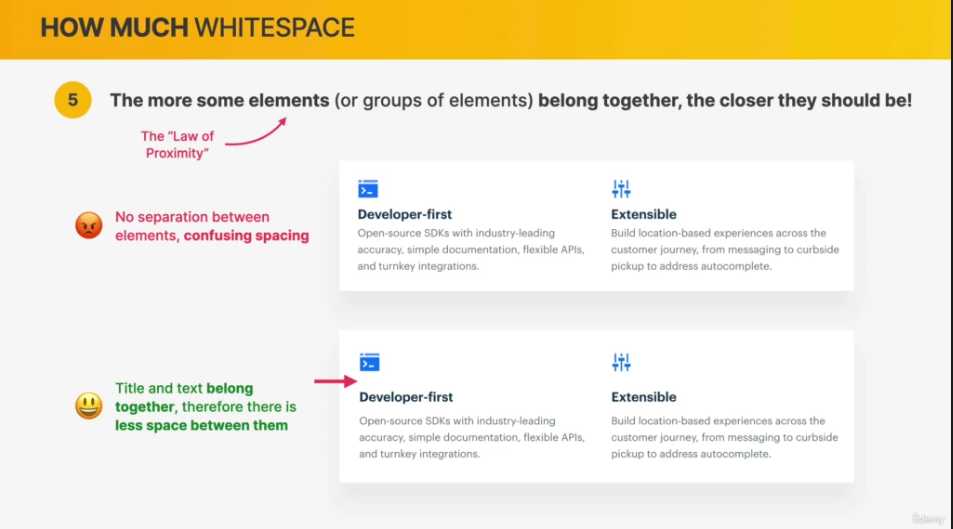 HOW MUCH WHITESPACE
5
The more some elements (or groups of elements) belong together, the closer they should be!
The “Law of
Proximity”
No separation between
elements, confusing spacing
Developer-first
Open-source SDKs with industry-leading
accuracy, simple documentation, flexible APIs,
and turnkey integrations.
Extensible
Build location-based experiences across the
customer journey, from messaging to curbside
pickup to address autocomplete.
Title and text belong
together, therefore there is
less space between them
Developer-first
Open-source SDKs with industry-leading
accuracy, simple documentation, flexible APIs,
and turnkey integrations.
Extensible
Build location-based experiences across the
customer journey, from messaging to curbside
pickup to address autocomplete.
Udemy